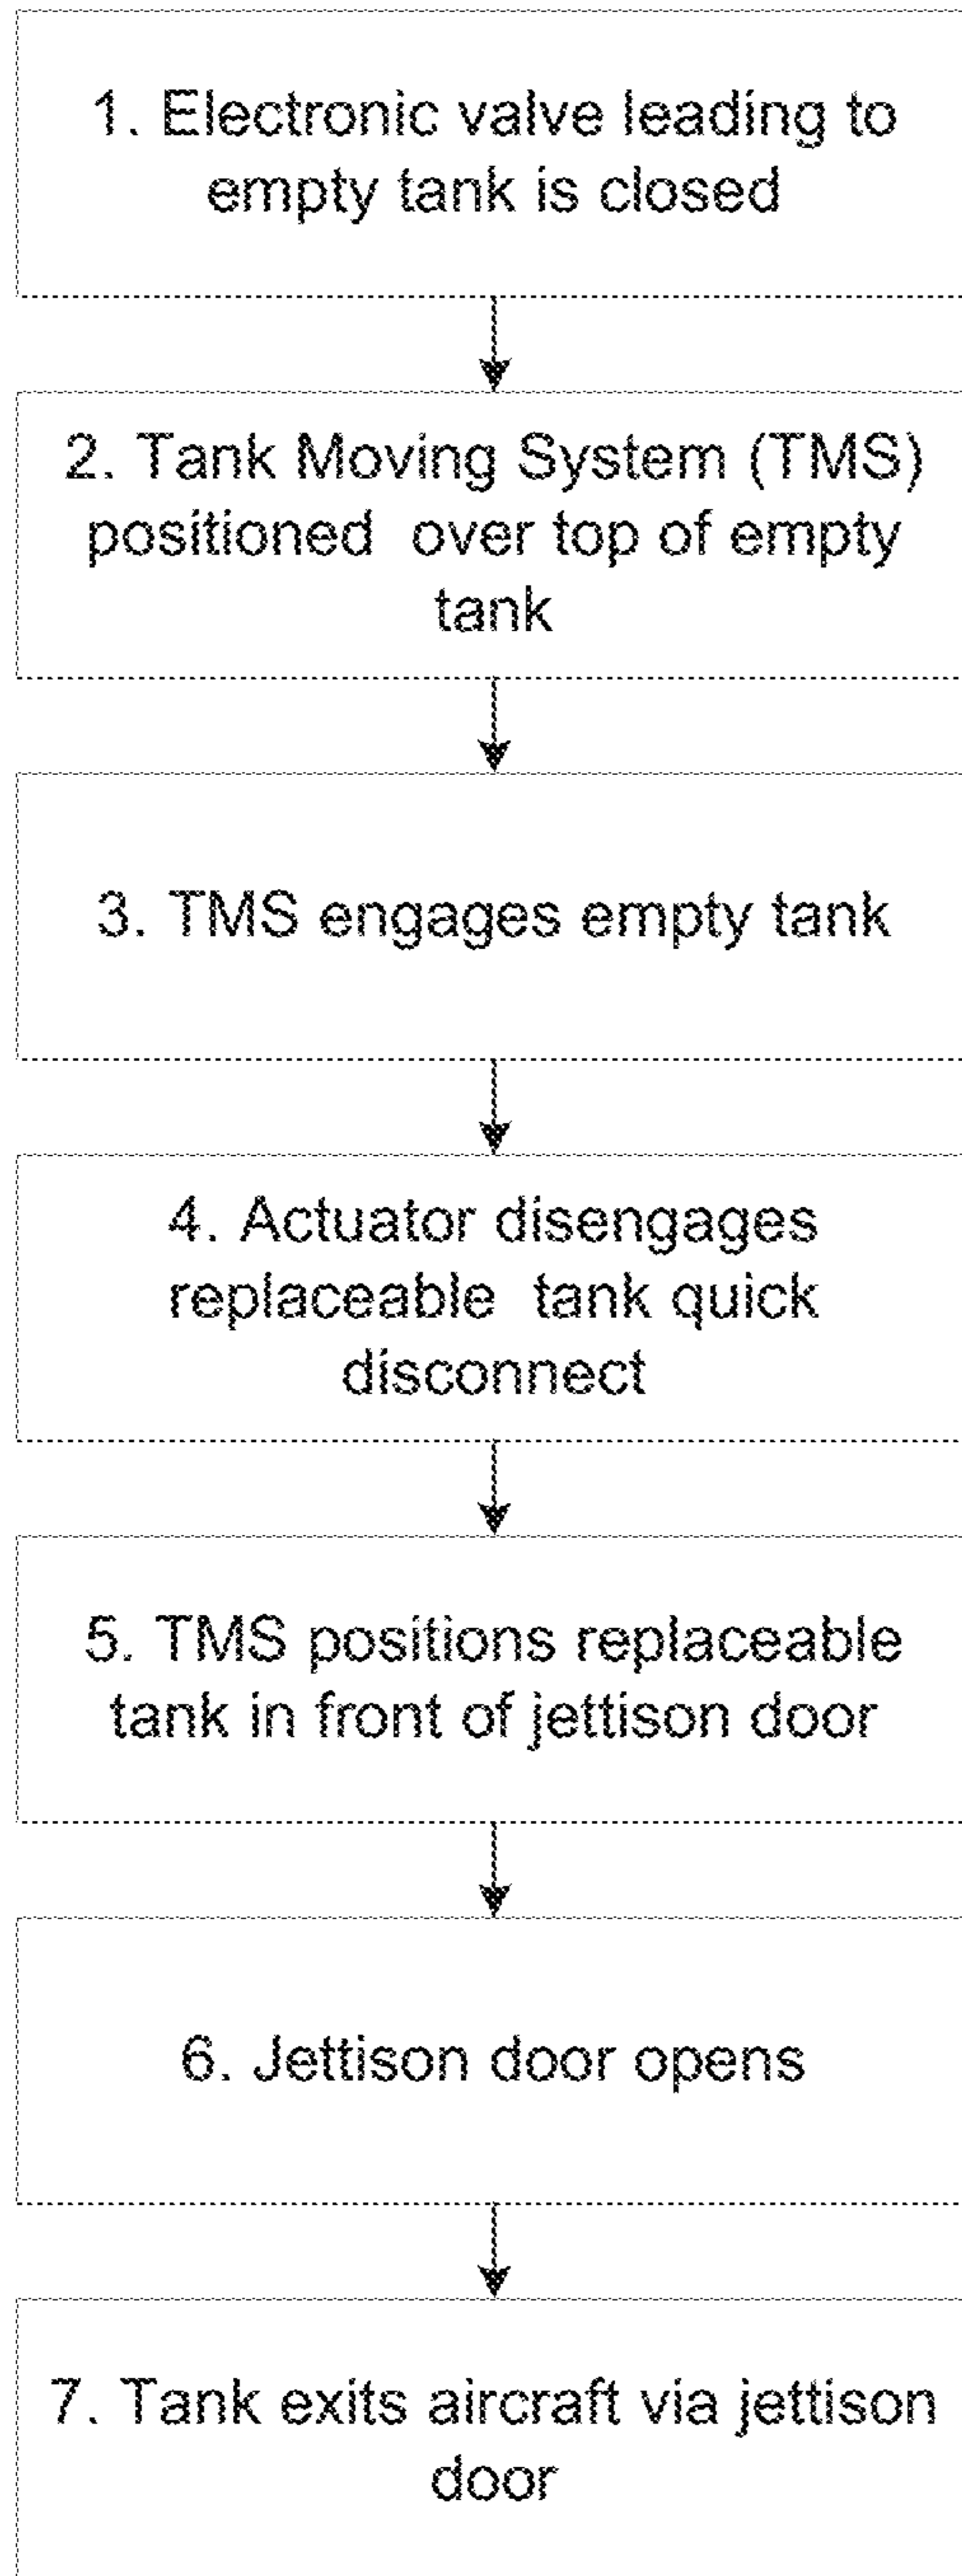 1. Electronic valve leading to
empty tank is closed
2. Tank Moving System (TMS)
positioned  over top of empty
tank
3. TMS engages empty tank
4. Actuator disengages
replaceable  tank quick
disconnect
5. TMS positions replaceable
tank in front of jettison door
6. Jettison door opens
7. Tank exits aircraft via jettison
door